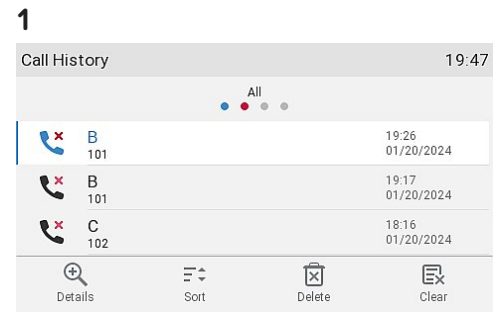 1
Call History 19:47
All
B 19:26
101 01/20/2024
B 19:17
101 01/20/2024
C 18:16
102 01/20/2024
Details Sort Delete Clear